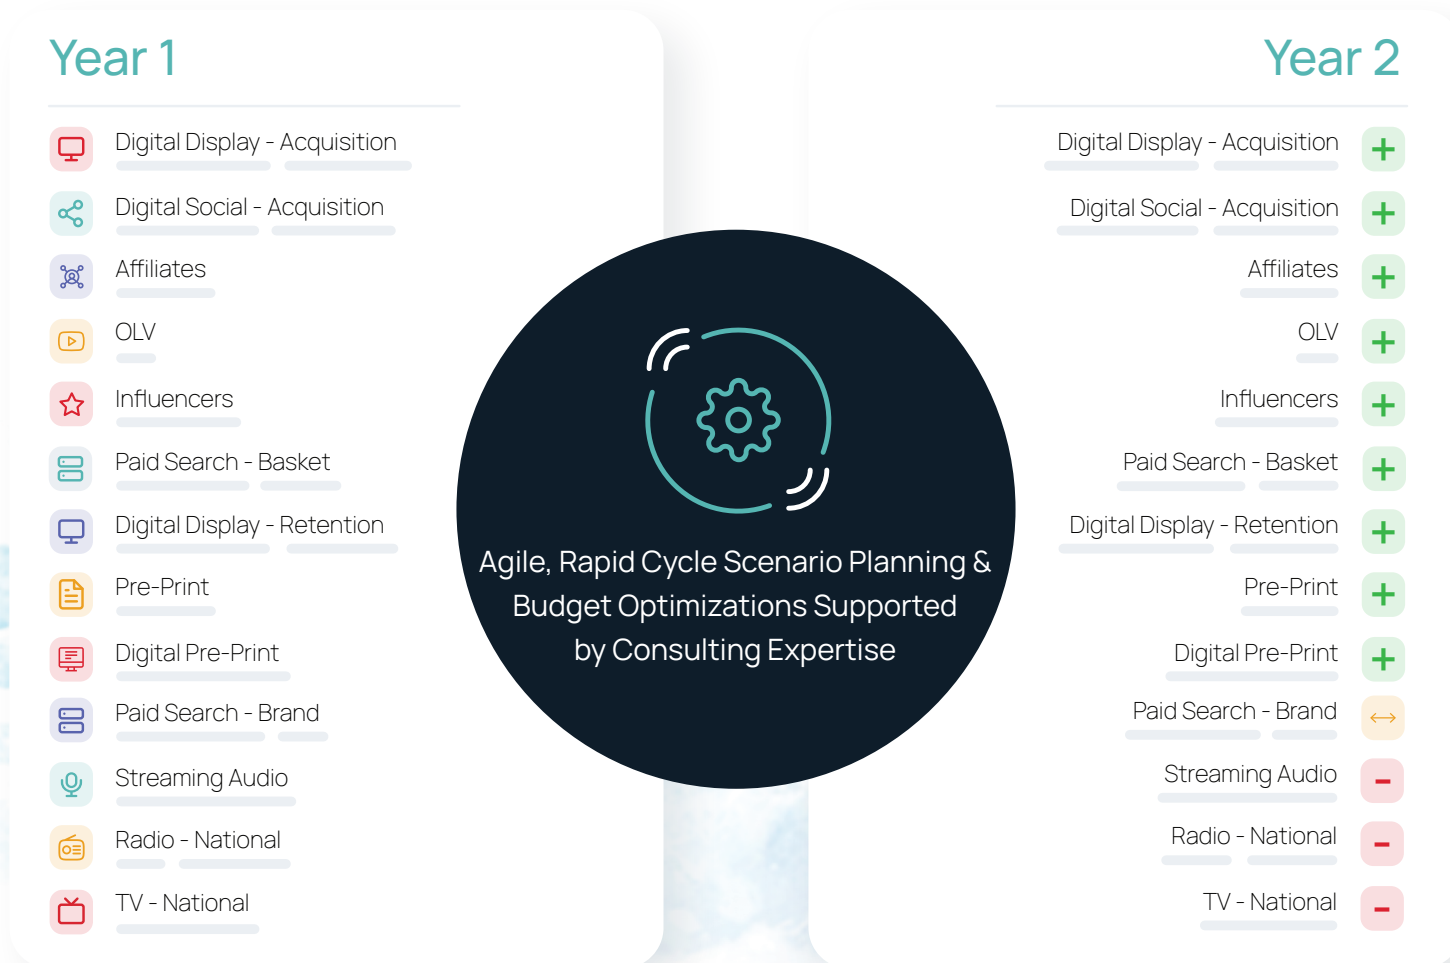 Year 1
Digital Display - Acquisition
Digital Social - Acquisition
Affiliates
OLV
Influencers
Paid Search - Basket
Digital Display - Retention
Pre-Print
Digital Pre-Print
Paid Search - Brand
Streaming Audio
Radio - National
TV - National
Agile, Rapid Cycle Scenario Planning &
Budget Optimizations Supported
by Consulting Expertise
Year 2
Digital Display - Acquisition
Digital Social - Acquisition
Affiliates
OLV
Influencers
Paid Search - Basket
Digital Display - Retention
Pre-Print
Digital Pre-Print
Paid Search - Brand
Streaming Audio
Radio - National
TV - National